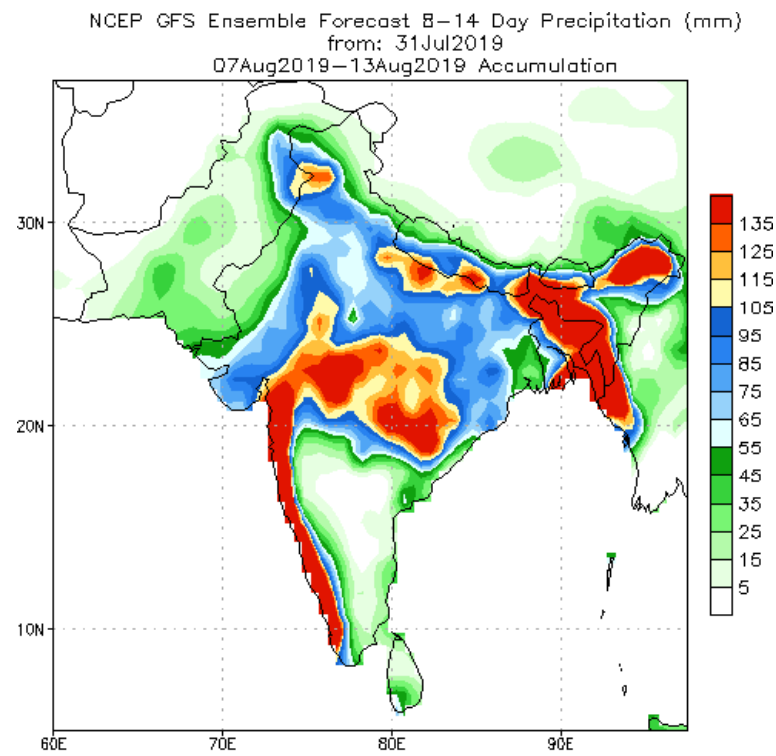 NCEP GFS Ensemble Forecast 8-14 Day Precipitation (mm)
from: 31Jul2019
07Aug2019-13Aug2019 Accumulation
30N
20N
10N
60E
70E
80E
90E
135
125
115
105
95
85
75
65
55
45
35
25
15
5